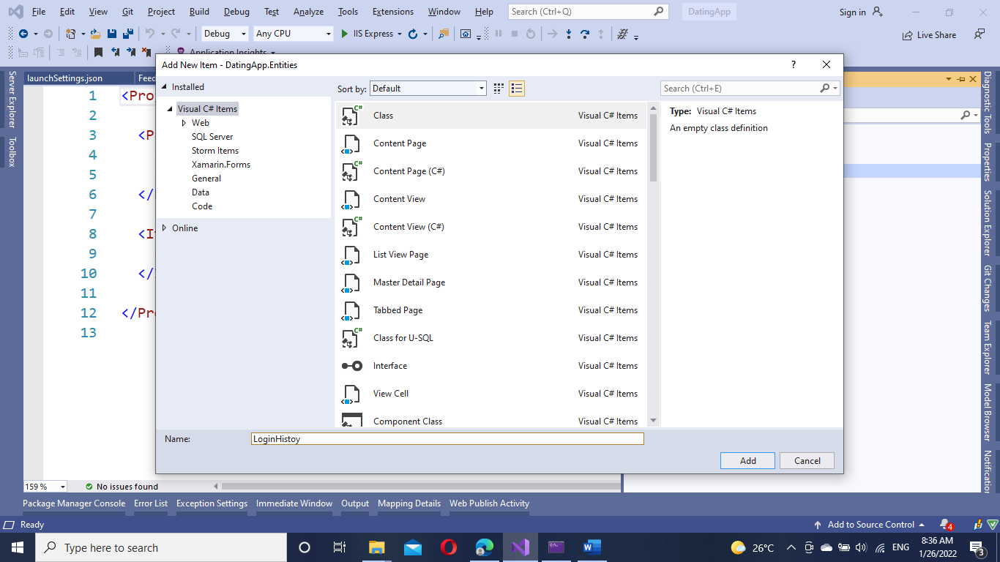 File Edit View Git Project Build Debug Test Analyze Tools Extensions Window Help Search (Ctrl+Q) DatingApp Sign in
Debug Any CPU IIS Express Live Share
Application Insights
Add New Item - DatingApp.Entities ?
launchSettings.json Feed
Server Explorer
Toolbox
Installed
Visual C# Items
Web
SQL Server
Storm Items
Xamarin.Forms
General
Data
Code
Online
Sort by: Default
Search (Ctrl+E)
Class Visual C# Items
Content Page Visual C# Items
Content Page (C#) Visual C# Items
Content View Visual C# Items
Content View (C#) Visual C# Items
List View Page Visual C# Items
Master Detail Page Visual C# Items
Tabbed Page Visual C# Items
Class for U-SQL Visual C# Items
Interface Visual C# Items
View Cell Visual C# Items
Component Class Visual C# Items
Type: Visual C# Items
An empty class definition
Name: LoginHistoy
Add Cancel
1 <Pro
2
3 <P
4
5
6 </
7
8 <I
9
10 </
11
12 </Pro
13
Diagnostic Tools
Properties
Solution Explorer
Git Changes
Team Explorer
Model Browser
Notification
159 % No issues found
Package Manager Console Error List Exception Settings Immediate Window Output Mapping Details Web Publish Activity
Ready Add to Source Control 4
Type here to search 26°C ENG 8:36 AM
1/26/2022 3